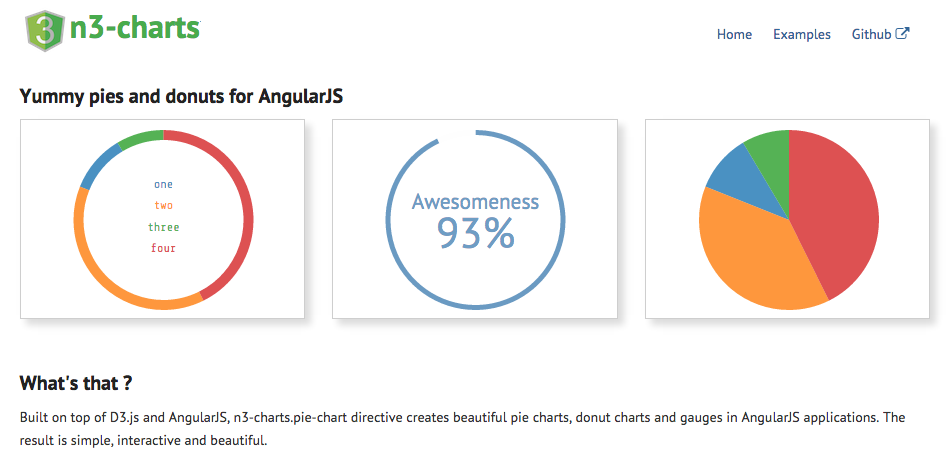 3 n3-charts
Home Examples Github
Yummy pies and donuts for AngularJS
one
two
three
four
Awesomeness
93%
What's that ?
Built on top of D3.js and AngularJS, n3-charts.pie-chart directive creates beautiful pie charts, donut charts and gauges in AngularJS applications. The
result is simple, interactive and beautiful.